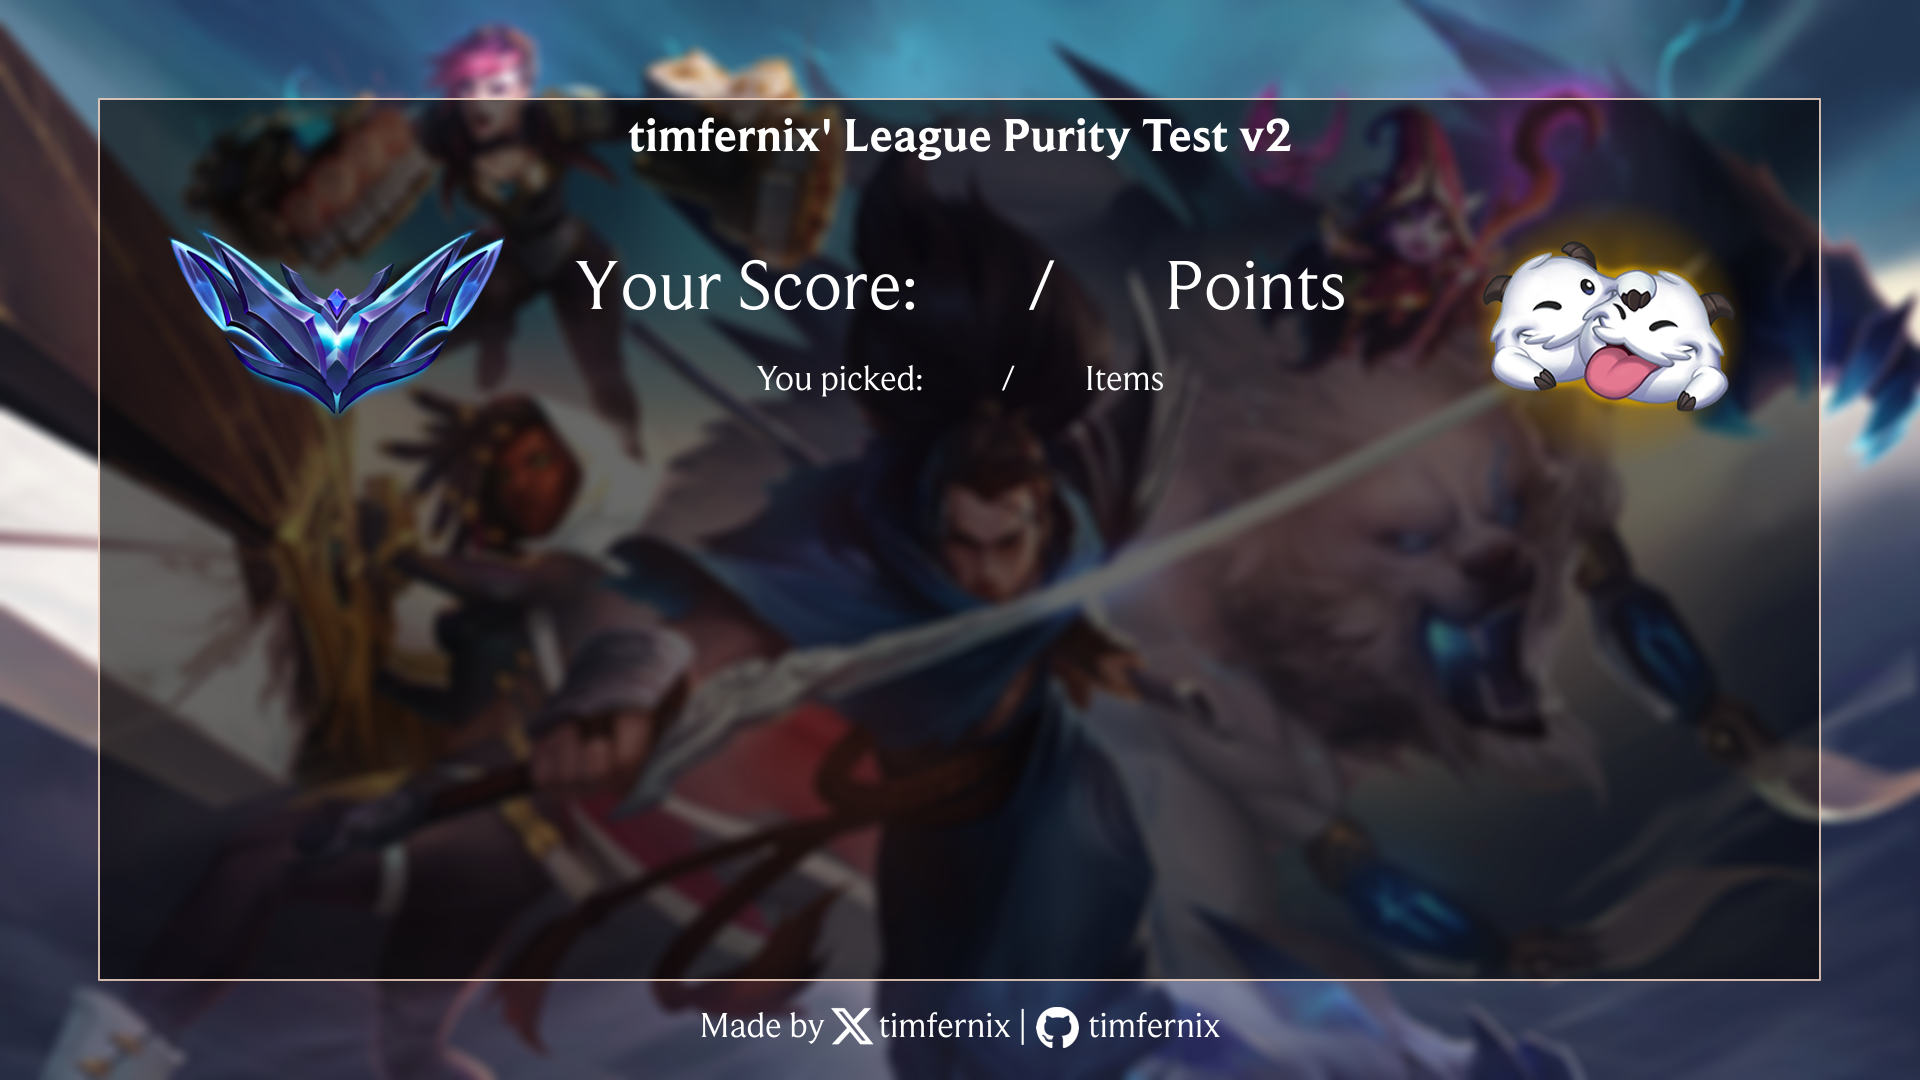 timfernix' League Purity Test v2
Your Score: / Points
You picked: / Items
Made by X timfernix | timfernix